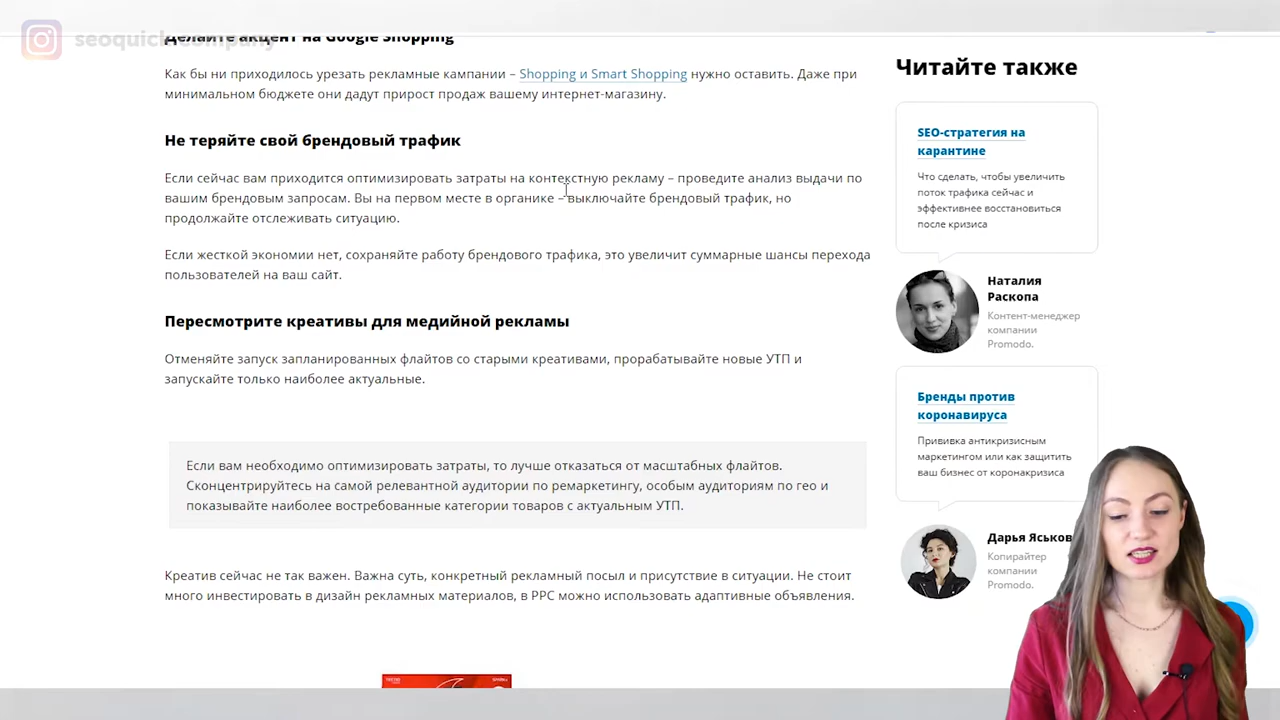 seoquick.company
Делайте акцент на Google Shopping
Как бы ни приходилось урезать рекламные кампании – Shopping и Smart Shopping нужно оставить. Даже при
минимальном бюджете они дадут прирост продаж вашему интернет-магазину.
Не теряйте свой брендовый трафик
Если сейчас вам приходится оптимизировать затраты на контекстную рекламу – проведите анализ выдачи по
вашим брендовым запросам. Вы на первом месте в органике – выключайте брендовый трафик, но
продолжайте отслеживать ситуацию.
Если жесткой экономии нет, сохраняйте работу брендового трафика, это увеличит суммарные шансы перехода
пользователей на ваш сайт.
Пересмотрите креативы для медийной рекламы
Отменяйте запуск запланированных флайтов со старыми креативами, прорабатывайте новые УТП и
запускайте только наиболее актуальные.
Если вам необходимо оптимизировать затраты, то лучше отказаться от масштабных флайтов.
Сконцентрируйтесь на самой релевантной аудитории по ремаркетингу, особым аудиториям по гео и
показывайте наиболее востребованные категории товаров с актуальным УТП.
Креатив сейчас не так важен. Важна суть, конкретный рекламный посыл и присутствие в ситуации. Не стоит
много инвестировать в дизайн рекламных материалов, в PPC можно использовать адаптивные объявления.
Читайте также
SEO-стратегия на
карантине
Что сделать, чтобы увеличить
поток трафика сейчас и
эффективнее восстановиться
после кризиса
Наталия
Раскопа
Контент-менеджер
компании
Promodo.
Бренды против
коронавируса
Прививка антикризисным
маркетингом или как защитить
ваш бизнес от коронакризиса
Дарья Яськов
Копирайтер
компании
Promodo.